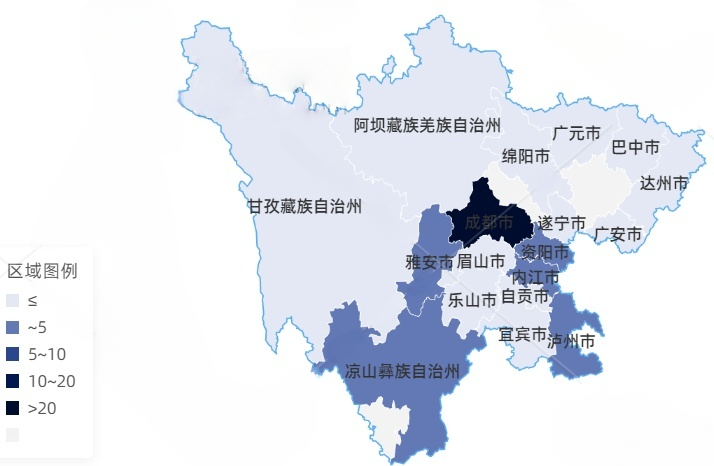 阿坝藏族羌族自治州
广元市
巴中市
绵阳市
达州市
甘孜藏族自治州
成都市
遂宁市
广安市
资阳市
雅安市
眉山市
内江市
乐山市
自贡市
宜宾市
泸州市
凉山彝族自治州
区域图例
≤
~5
5~10
10~20
>20